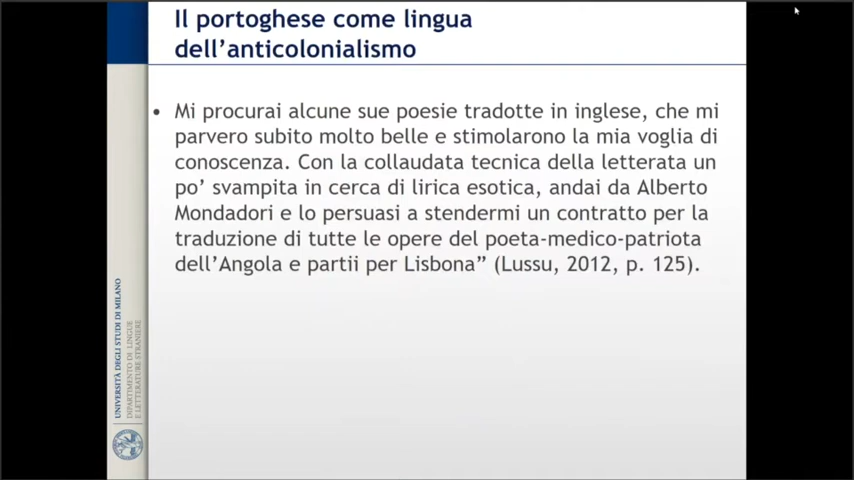 Il portoghese come lingua
dell’anticolonialismo
• Mi procurai alcune sue poesie tradotte in inglese, che mi
parvero subito molto belle e stimolarono la mia voglia di
conoscenza. Con la collaudata tecnica della letterata un
po’ svampita in cerca di lirica esotica, andai da Alberto
Mondadori e lo persuasi a stendermi un contratto per la
traduzione di tutte le opere del poeta-medico-patriota
dell’Angola e partii per Lisbona” (Lussu, 2012, p. 125).
UNIVERSITÀ DEGLI STUDI DI MILANO
DIPARTIMENTO DI LINGUE
E LETTERATURE STRANIERE